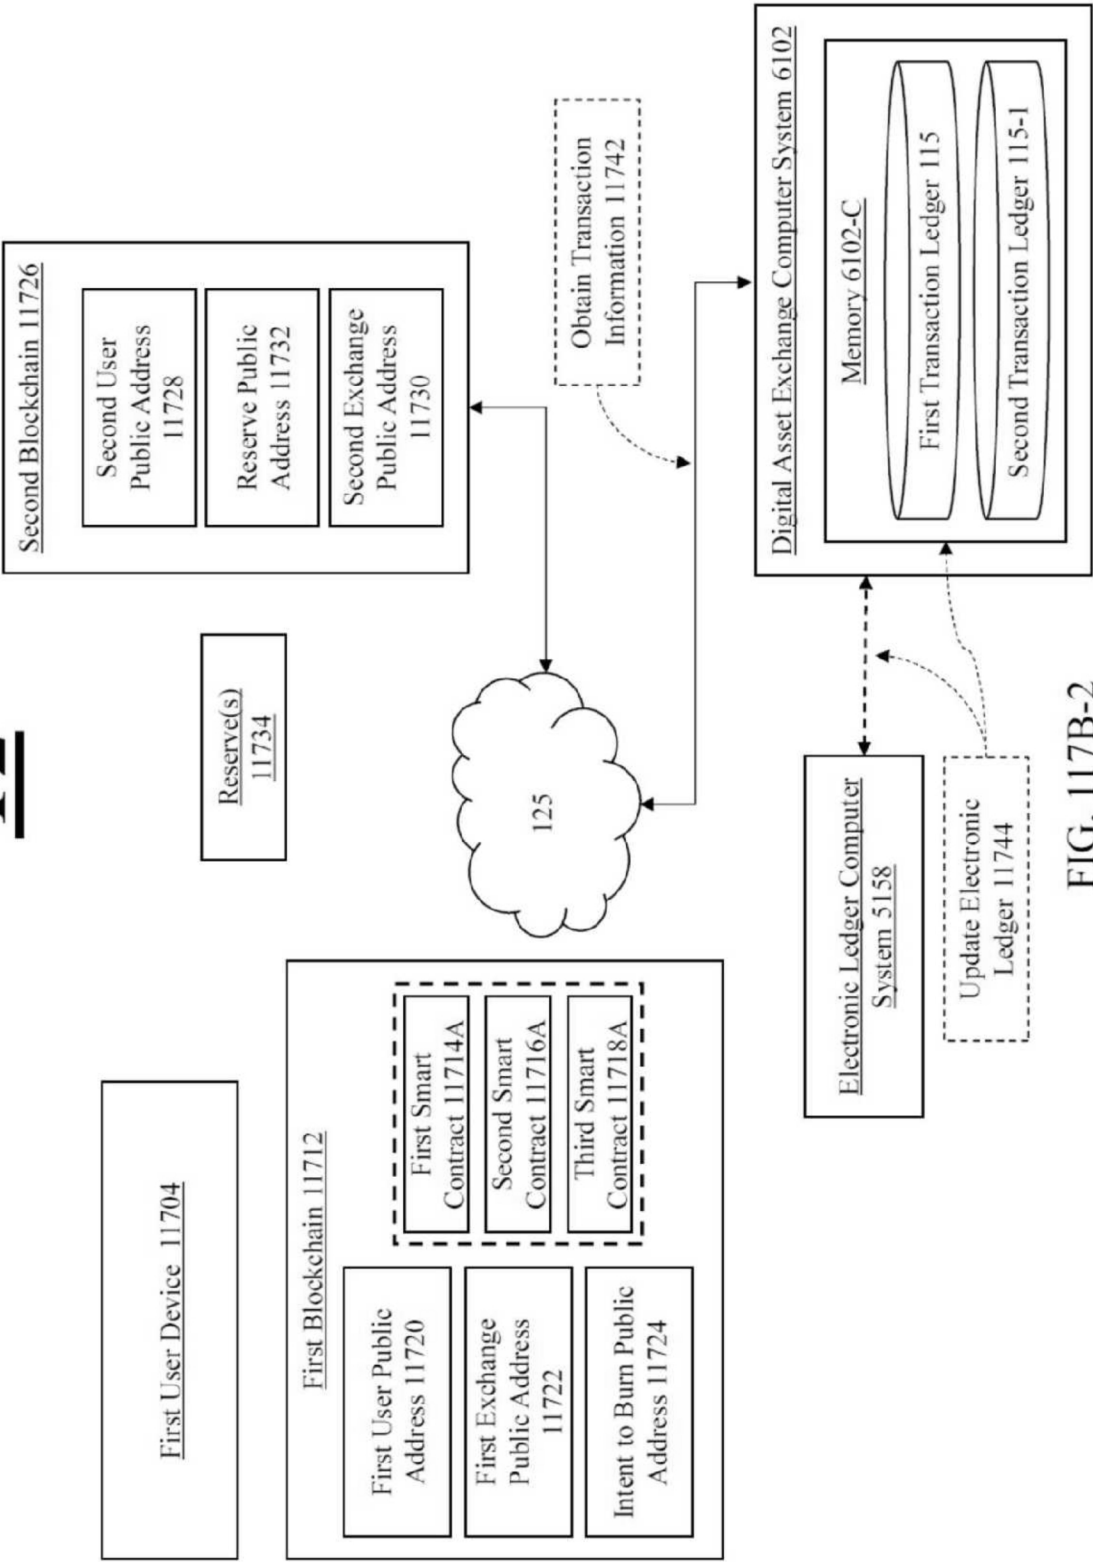 First User Device 11704
First Blockchain 11712
First User Public
Address 11720
First Exchange
Public Address
11722
Intent to Burn Public
Address 11724
First Smart
Contract 11714A
Second Smart
Contract 11716A
Third Smart
Contract 11718A
Reserve(s)
11734
125
Second Blockchain 11726
Second User
Public Address
11728
Reserve Public
Address 11732
Second Exchange
Public Address
11730
Obtain Transaction
Information 11742
Electronic Ledger Computer
System 5158
Update Electronic
Ledger 11744
Digital Asset Exchange Computer System 6102
Memory 6102-C
First Transaction Ledger 115
Second Transaction Ledger 115-1
FIG. 117B-2